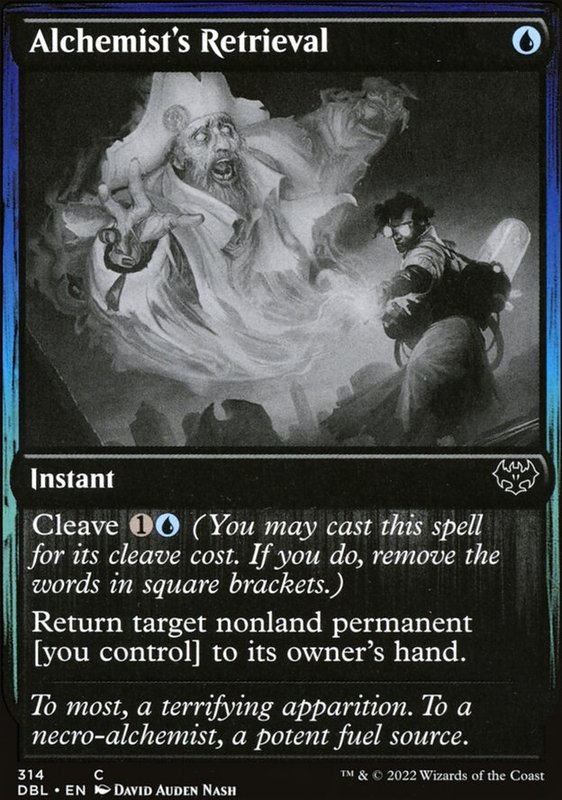 Alchemist's Retrieval
Instant
Cleave 1 (You may cast this spell
for its cleave cost. If you do, remove the
words in square brackets.)
Return target nonland permanent
[you control] to its owner's hand.
To most, a terrifying apparition. To a
necro-alchemist, a potent fuel source.
314 C
DBL • EN DAVID AUDEN NASH
™ & © 2022 Wizards of the Coast